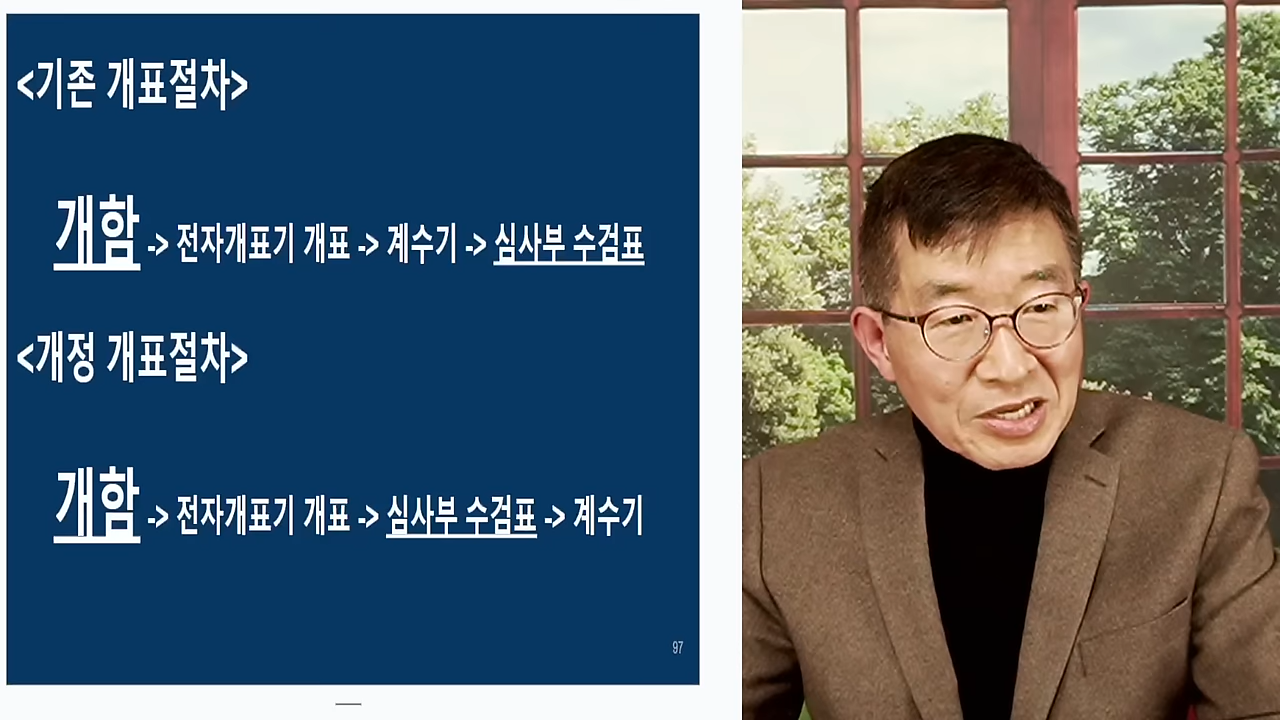 <기존 개표절차>
개함 -> 전자개표기 개표 -> 계수기 -> 심사부 수검표
<개정 개표절차>
개함 -> 전자개표기 개표 -> 심사부 수검표 -> 계수기
97